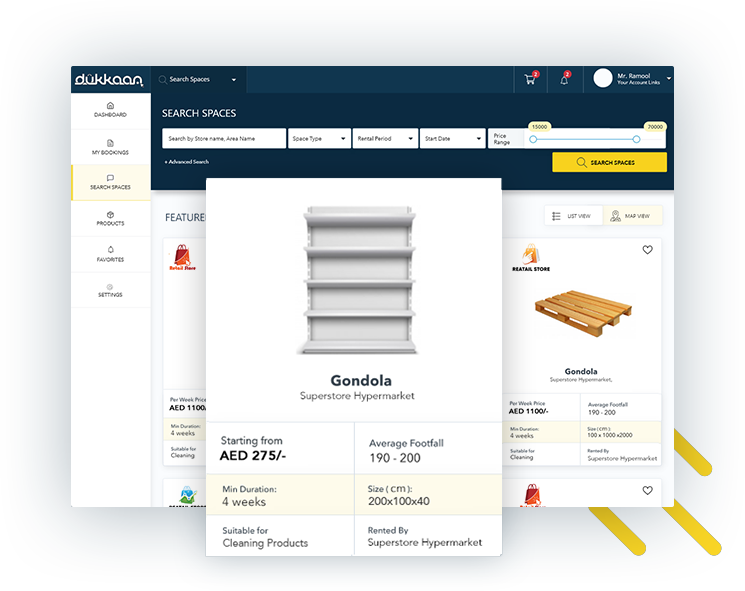 dukkaan
Search Spaces
2
2
Mr. Ramool
Your Account Links
DASHBOARD
MY BOOKINGS
SEARCH SPACES
PRODUCTS
FAVORITES
SETTINGS
SEARCH SPACES
Search by Store name, Area Name
Space Type
Rental Period
Start Date
Price
Range
15000
70000
+ Advanced Search
SEARCH SPACES
FEATURE
LIST VIEW
MAP VIEW
Retail Store
Per Week Price
AED 1100/-
Min Duration:
4 weeks
Suitable for
Cleaning
Gondola
Superstore Hypermarket
Starting from
AED 275/-
Average Footfall
190 - 200
Min Duration:
4 weeks
Size ( cm ):
200x100x40
Suitable for
Cleaning Products
Rented By
Superstore Hypermarket
REATAIL STORE
Gondola
Superstore Hypermarket,
Per Week Price
AED 1100/-
Average Footfall
190 - 200
Min Duration:
4 weeks
Size ( cm ):
100 x 1000 x2000
Suitable for
Cleaning
Rented By
Superstore Hypermarket